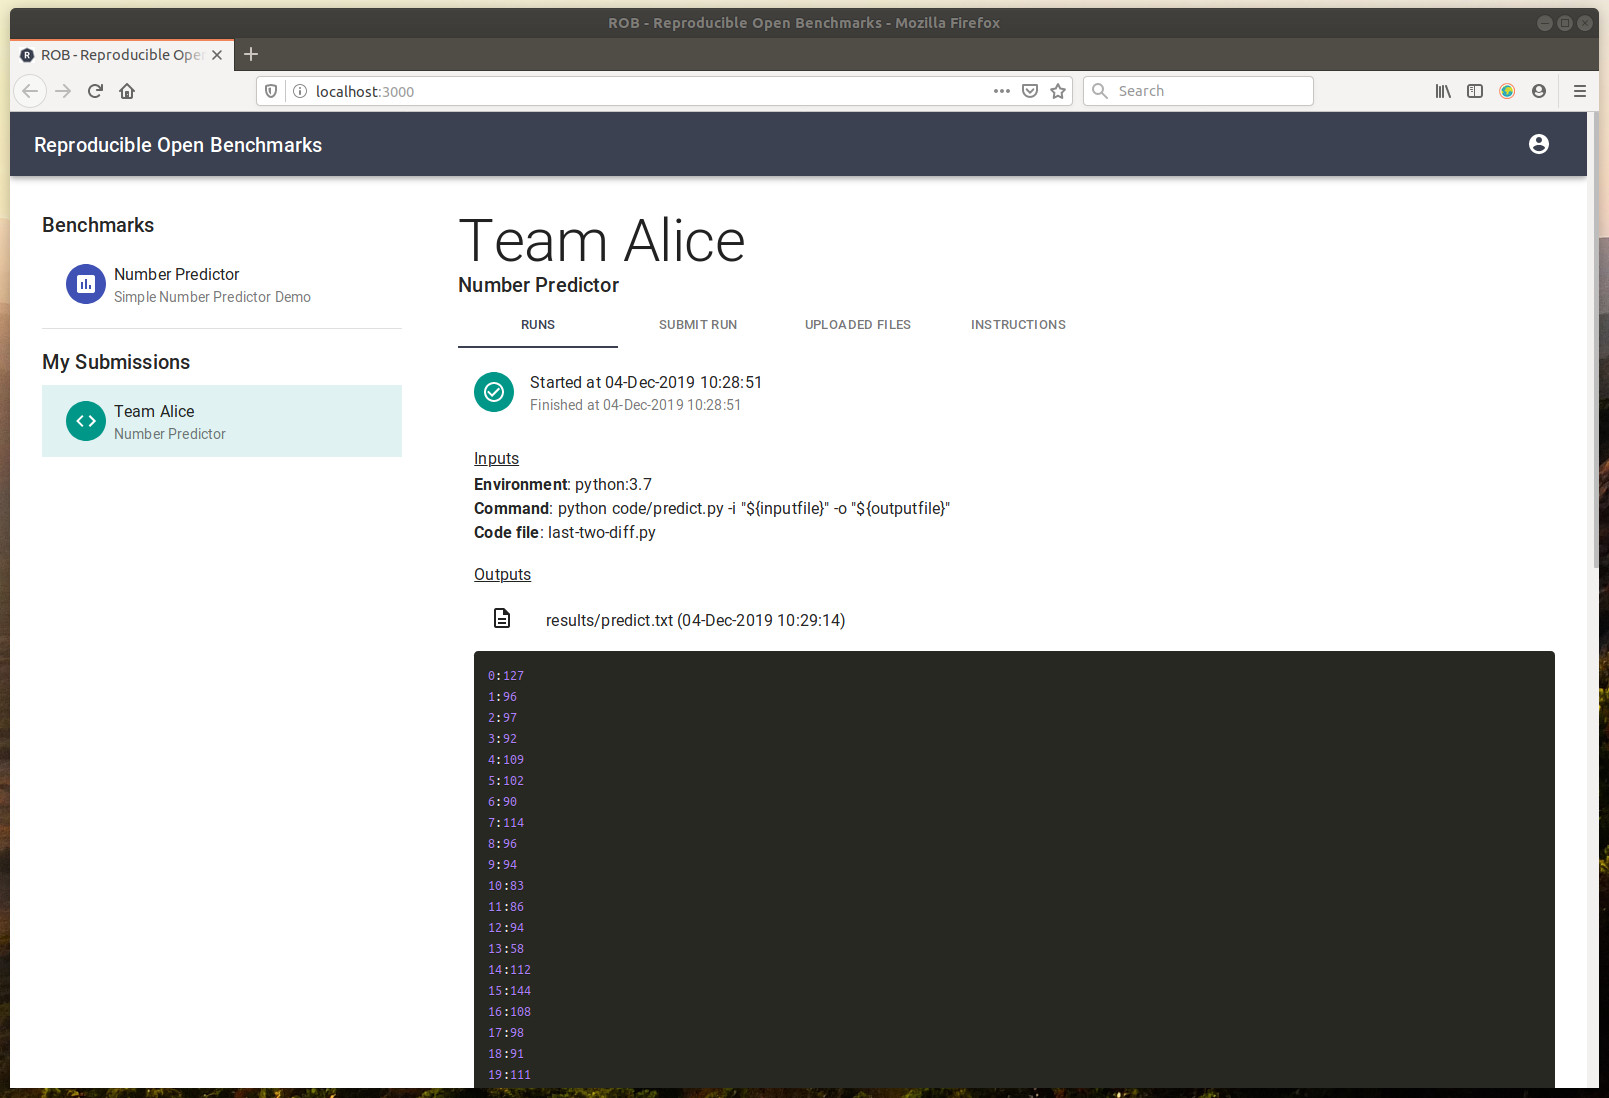 ROB - Reproducible Open Benchmarks - Mozilla Firefox
ROB - Reproducible Ope
localhost:3000
Search
Reproducible Open Benchmarks
Benchmarks
Number Predictor
Simple Number Predictor Demo
My Submissions
Team Alice
Number Predictor
Team Alice
Number Predictor
RUNS SUBMIT RUN UPLOADED FILES INSTRUCTIONS
Started at 04-Dec-2019 10:28:51
Finished at 04-Dec-2019 10:28:51
Inputs
Environment: python:3.7
Command: python code/predict.py -i "${inputfile}" -o "${outputfile}"
Code file: last-two-diff.py
Outputs
results/predict.txt (04-Dec-2019 10:29:14)
0:127
1:96
2:97
3:92
4:109
5:102
6:90
7:114
8:96
9:94
10:83
11:86
12:94
13:58
14:112
15:144
16:108
17:98
18:91
19:111